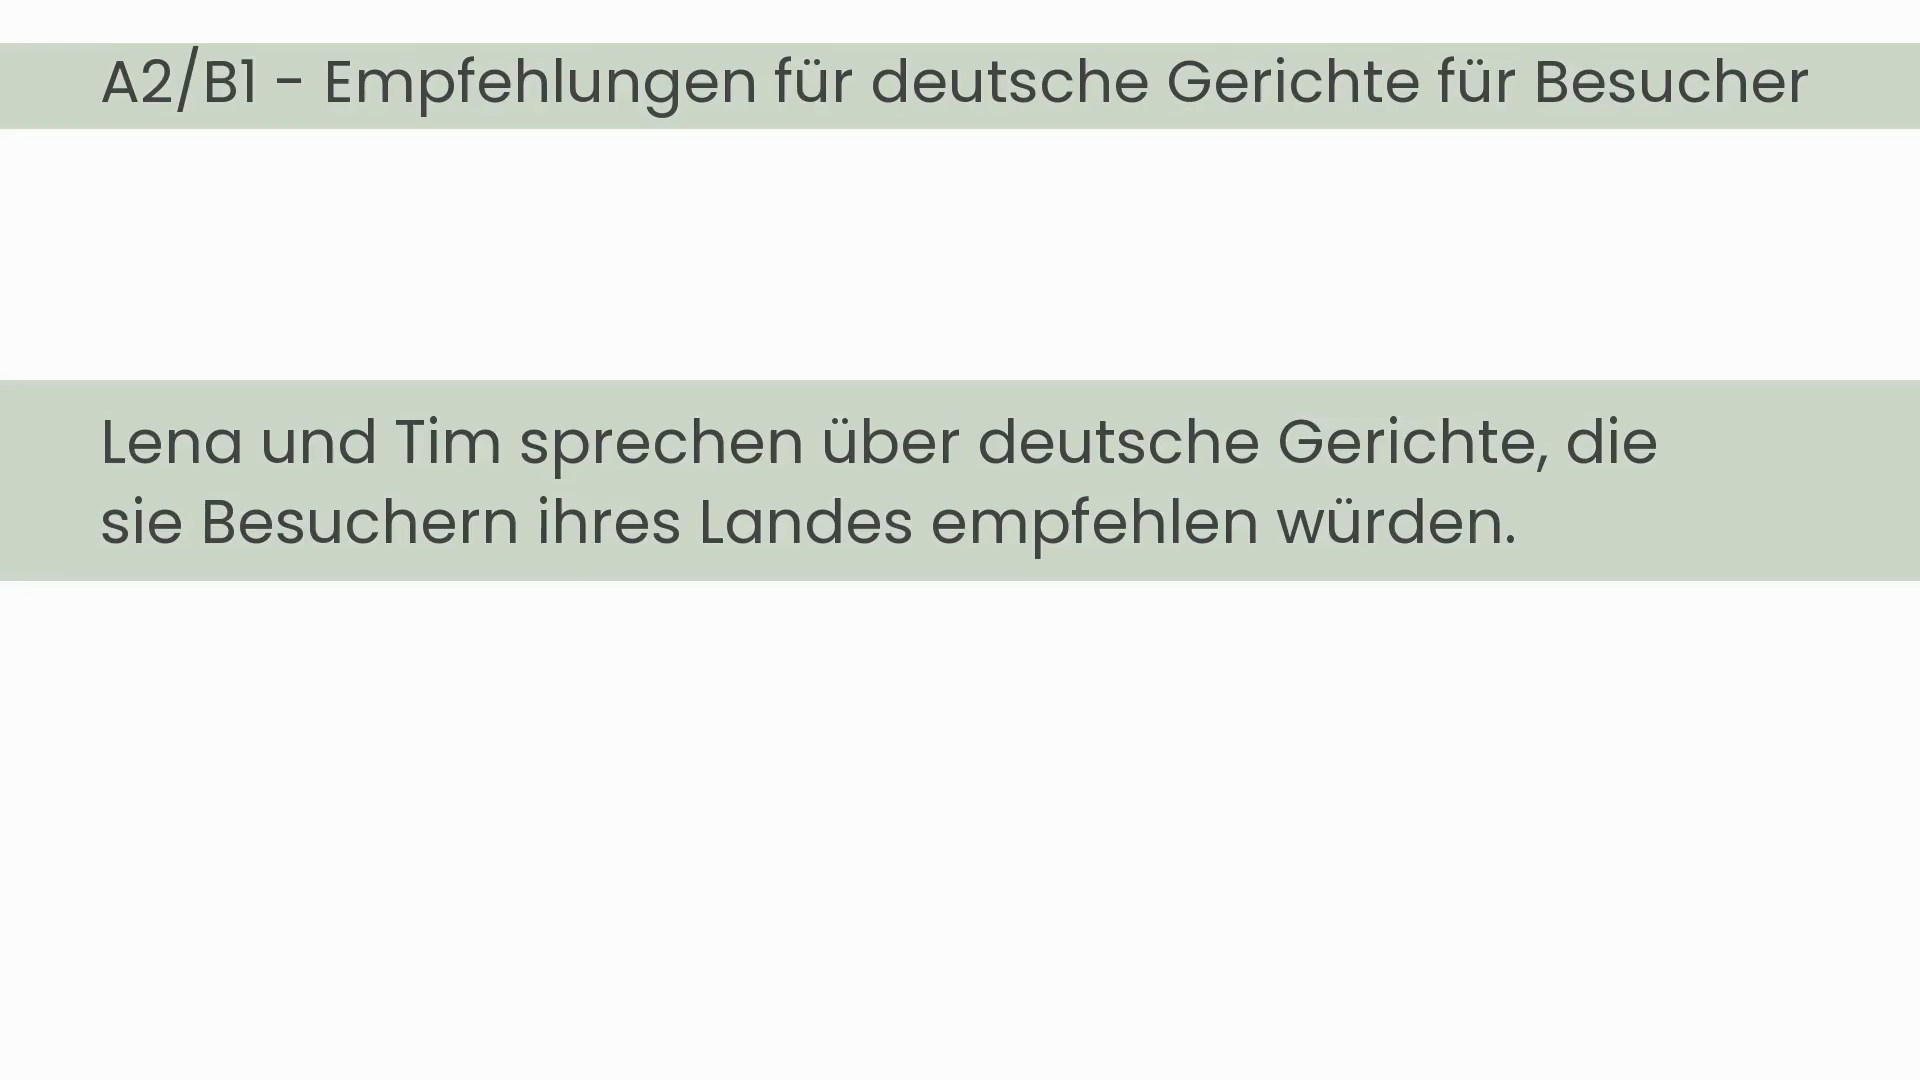 A2/B1 - Empfehlungen für deutsche Gerichte für Besucher
Lena und Tim sprechen über deutsche Gerichte, die
sie Besuchern ihres Landes empfehlen würden.